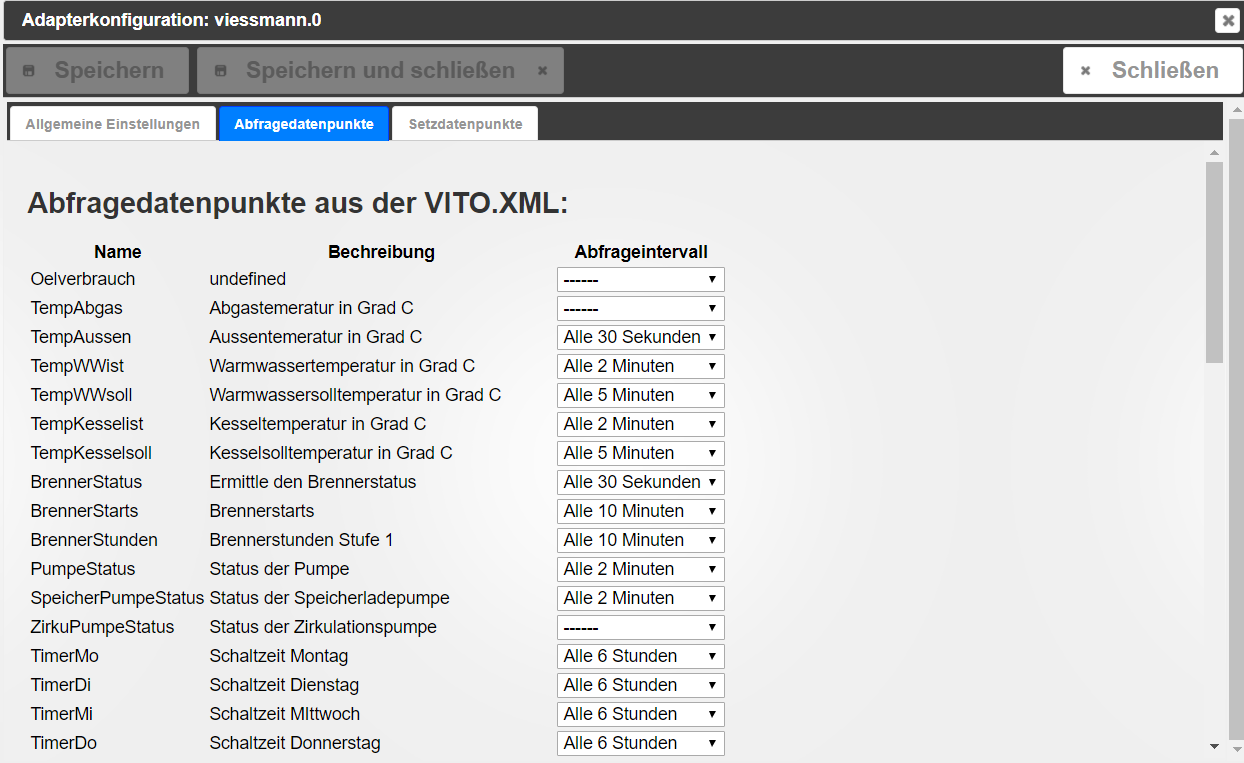 Adapterkonfiguration: viessmann.0
Speichern Speichern und schließen Schließen
Allgemeine Einstellungen Abfragedatenpunkte Setzdatenpunkte
Abfragedatenpunkte aus der VITO.XML:
Name Bechreibung Abfrageintervall
Oelverbrauch undefined ------
TempAbgas Abgastemeratur in Grad C ------
TempAussen Aussentemeratur in Grad C Alle 30 Sekunden
TempWWist Warmwassertemperatur in Grad C Alle 2 Minuten
TempWWsoll Warmwassersolltemperatur in Grad C Alle 5 Minuten
TempKesselist Kesseltemperatur in Grad C Alle 2 Minuten
TempKesselsoll Kesselsolltemperatur in Grad C Alle 5 Minuten
BrennerStatus Ermittle den Brennerstatus Alle 30 Sekunden
BrennerStarts Brennerstarts Alle 10 Minuten
BrennerStunden Brennerstunden Stufe 1 Alle 10 Minuten
PumpeStatus Status der Pumpe Alle 2 Minuten
SpeicherPumpeStatus Status der Speicherladepumpe Alle 2 Minuten
ZirkuPumpeStatus Status der Zirkulationspumpe ------
TimerMo Schaltzeit Montag Alle 6 Stunden
TimerDi Schaltzeit Dienstag Alle 6 Stunden
TimerMi Schaltzeit MIttwoch Alle 6 Stunden
TimerDo Schaltzeit Donnerstag Alle 6 Stunden